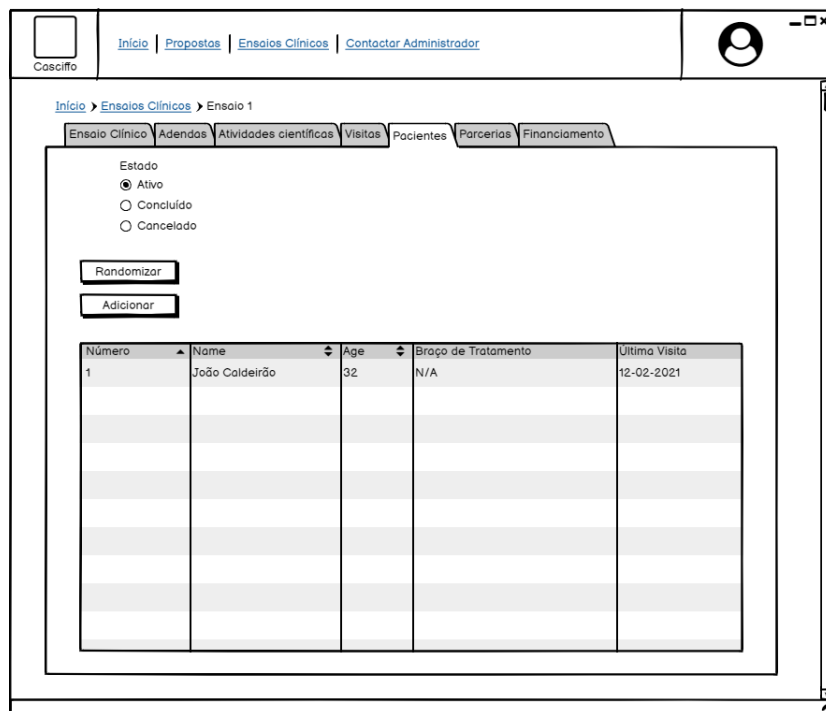 Casciffo
Início Propostas Ensaios Clínicos Contactar Administrador
Início Ensaios Clínicos Ensaio 1
Ensaio Clínico Adendas Atividades científicas Visitas Pacientes Parcerias Financiamento
Estado
Ativo
Concluído
Cancelado
Randomizar
Adicionar
Número Name Age Braço de Tratamento Última Visita
1 João Caldeirão 32 N/A 12-02-2021